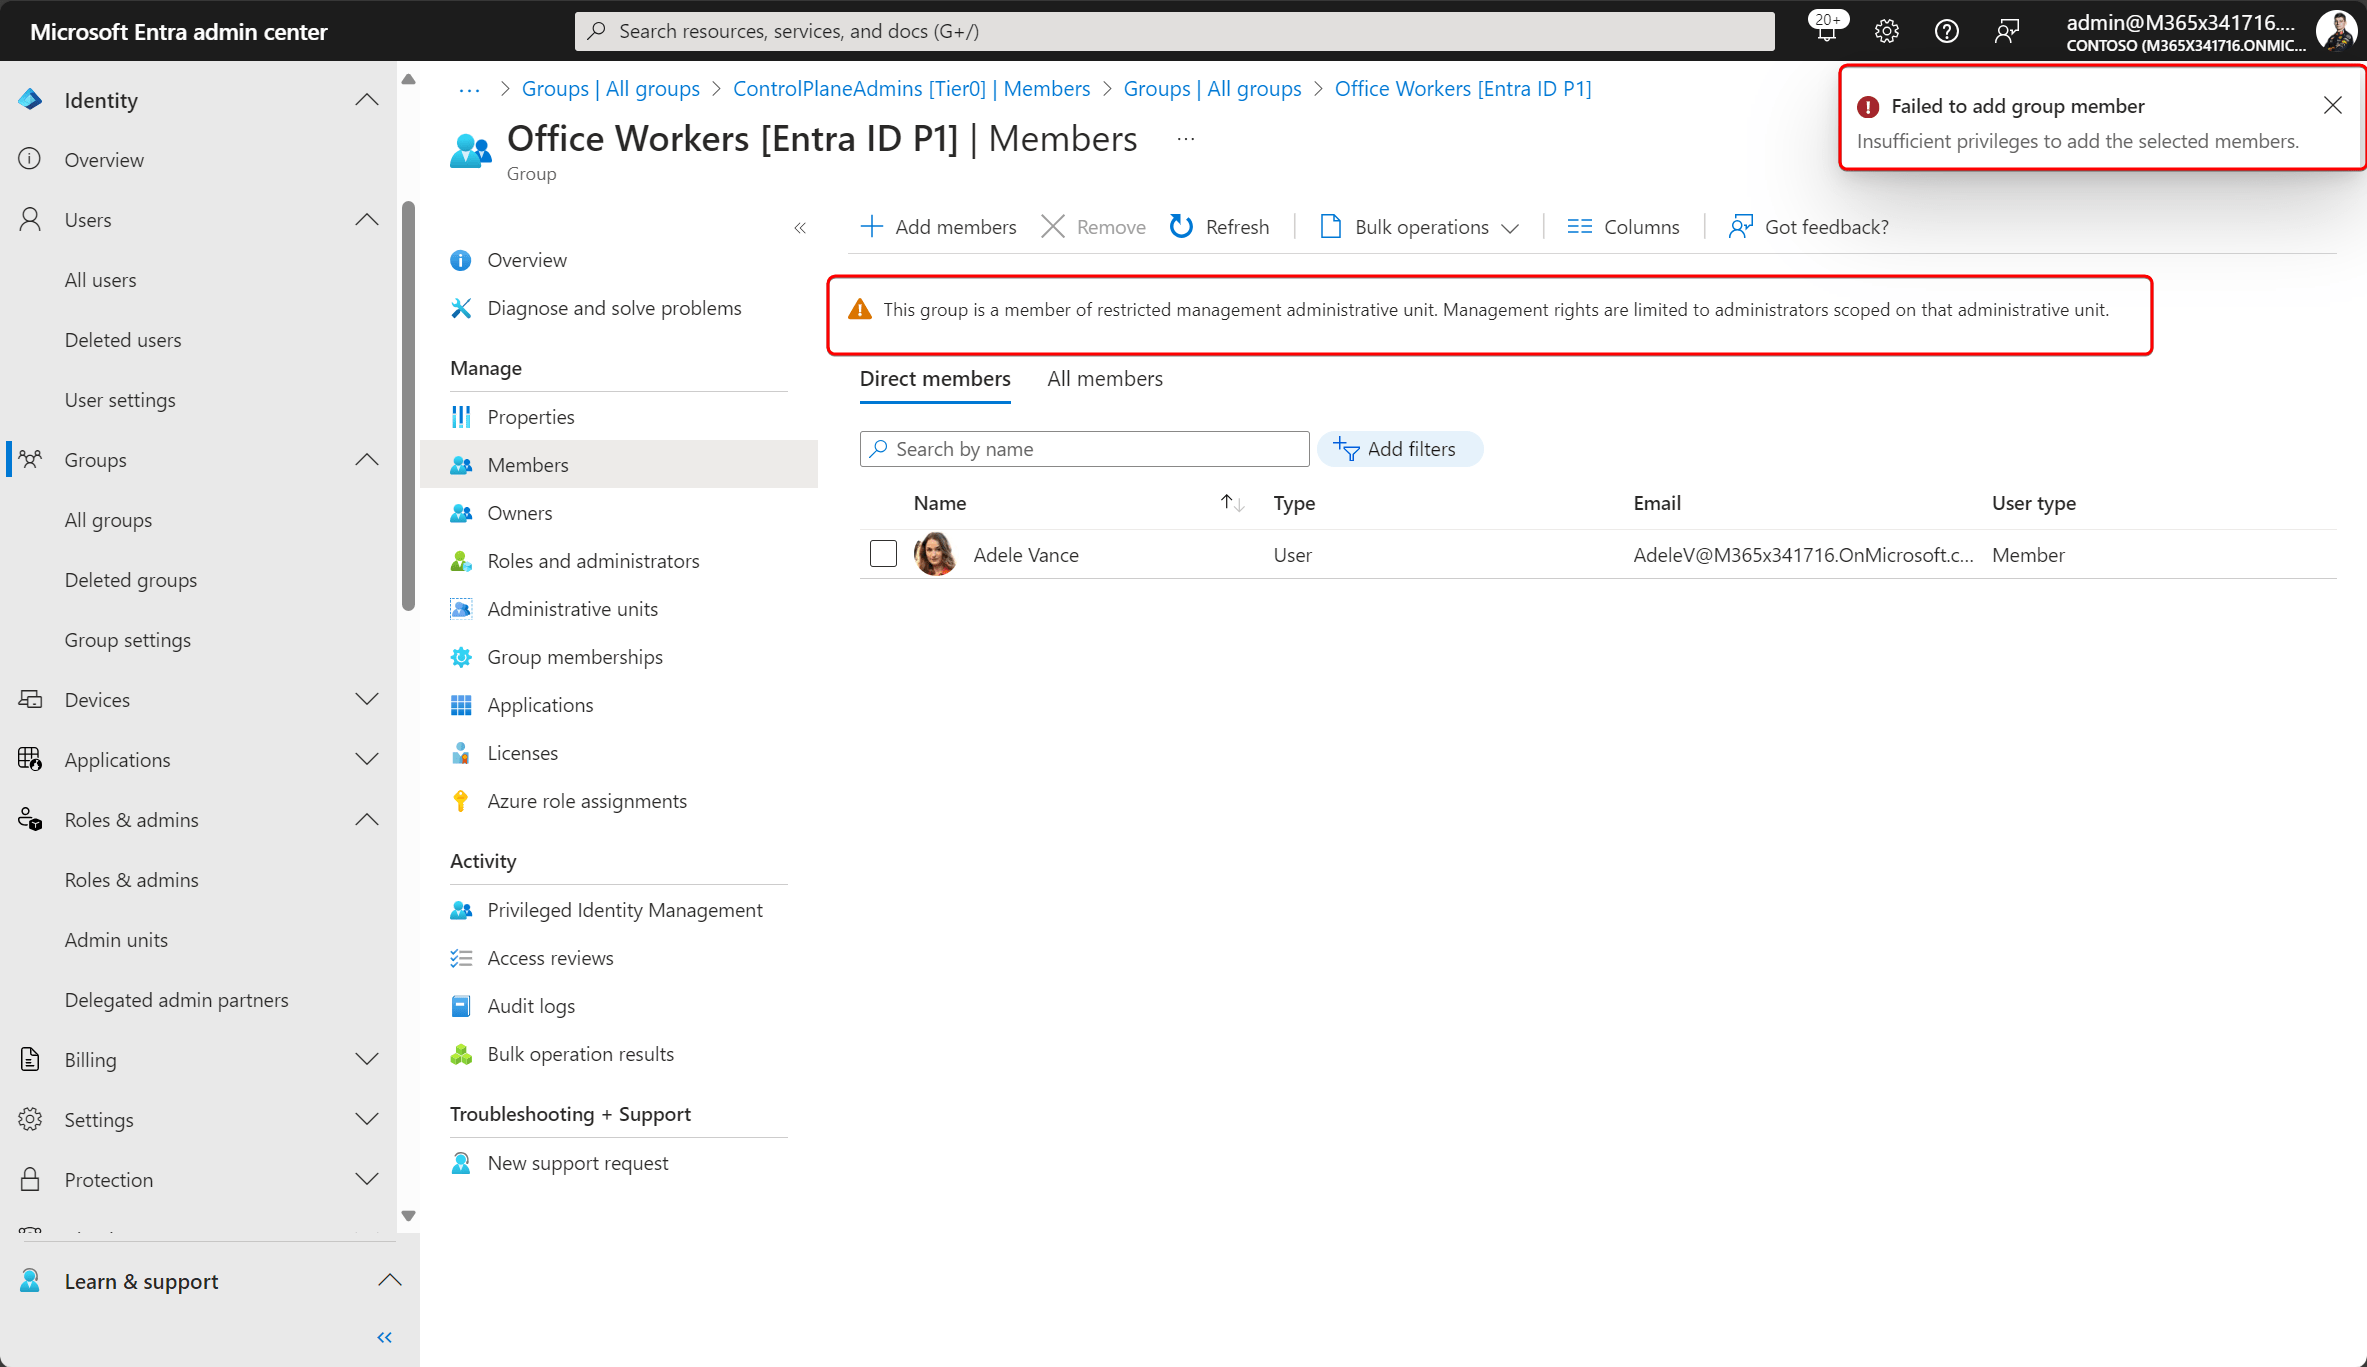 Microsoft Entra admin center
Search resources, services, and docs (G+/)
20+
admin@M365x341716....
CONTOSO (M365X341716.ONMIC...
Identity
Overview
Users
All users
Deleted users
User settings
Groups
All groups
Deleted groups
Group settings
Devices
Applications
Roles & admins
Roles & admins
Admin units
Delegated admin partners
Billing
Settings
Protection
Learn & support
... > Groups | All groups > ControlPlaneAdmins [Tier0] | Members > Groups | All groups > Office Workers [Entra ID P1]
Office Workers [Entra ID P1] | Members ...
Group
Failed to add group member
Insufficient privileges to add the selected members.
Overview
Diagnose and solve problems
Manage
Properties
Members
Owners
Roles and administrators
Administrative units
Group memberships
Applications
Licenses
Azure role assignments
Activity
Privileged Identity Management
Access reviews
Audit logs
Bulk operation results
Troubleshooting + Support
New support request
Add members Remove Refresh Bulk operations Columns Got feedback?
This group is a member of restricted management administrative unit. Management rights are limited to administrators scoped on that administrative unit.
Direct members All members
Search by name Add filters
Name Type Email User type
Adele Vance User AdeleV@M365x341716.OnMicrosoft.c... Member